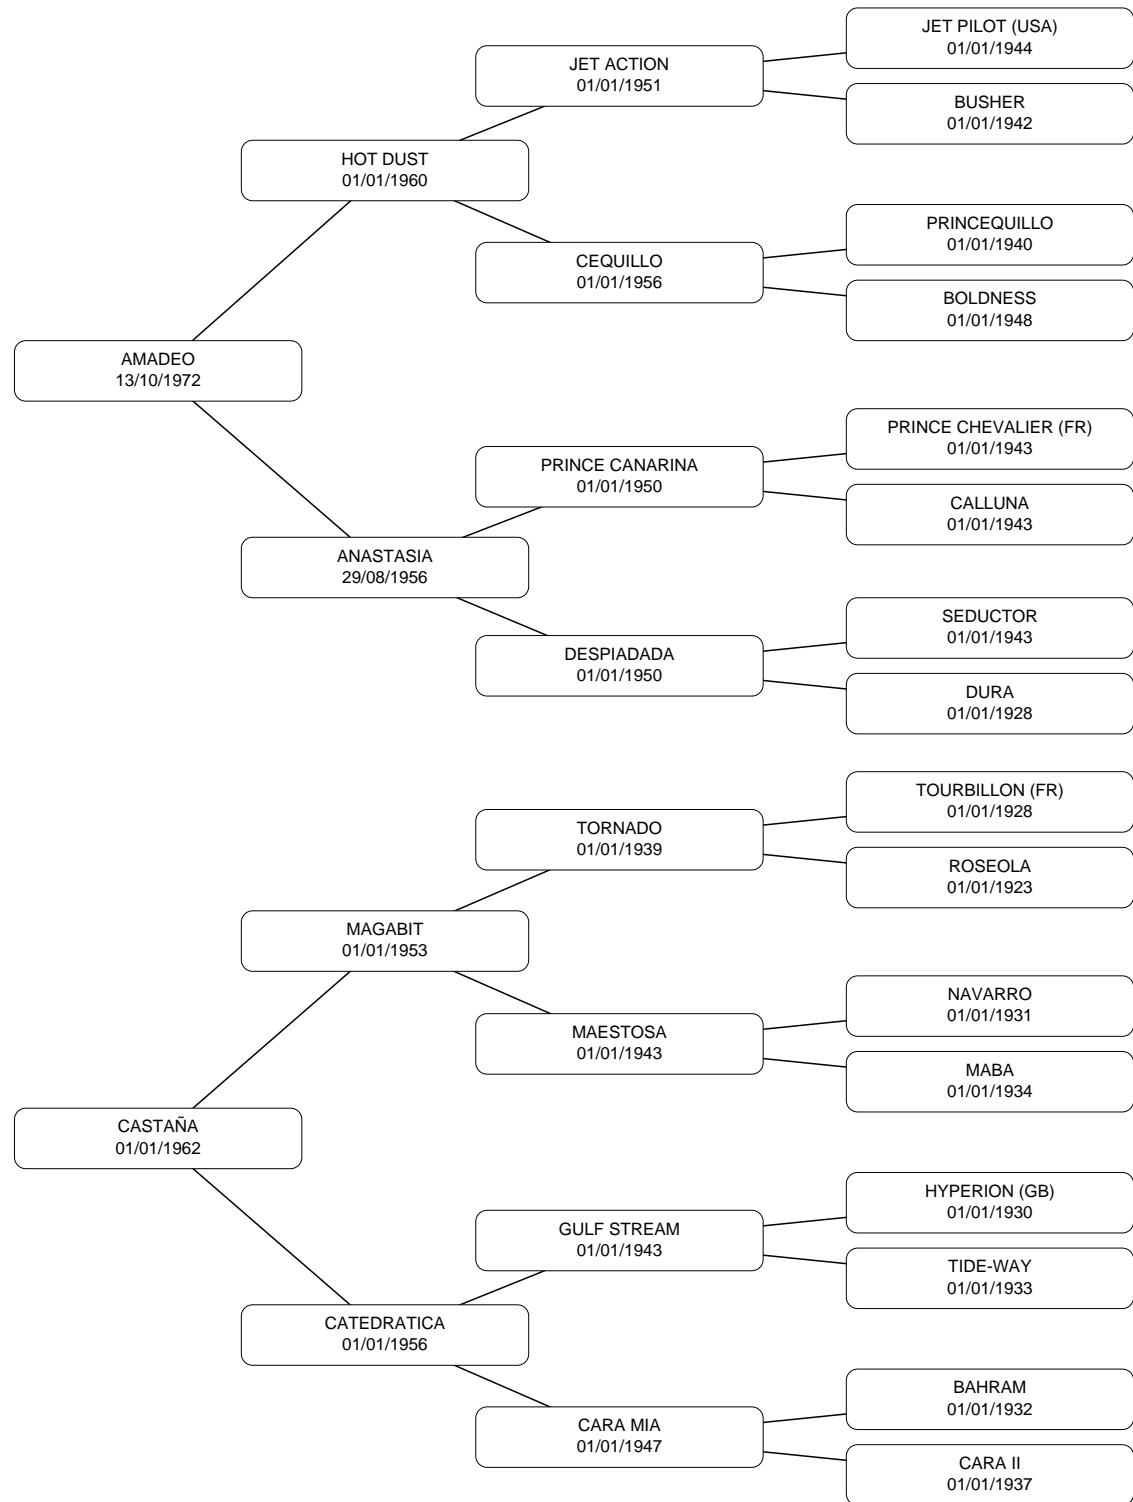 JET PILOT (USA)
01/01/1944
JET ACTION
01/01/1951
BUSHER
01/01/1942
HOT DUST
01/01/1960
PRINCEQUILLO
01/01/1940
CEQUILLO
01/01/1956
BOLDNESS
01/01/1948
AMADEO
13/10/1972
PRINCE CHEVALIER (FR)
01/01/1943
PRINCE CANARINA
01/01/1950
CALLUNA
01/01/1943
ANASTASIA
29/08/1956
SEDUCTOR
01/01/1943
DESPIADADA
01/01/1950
DURA
01/01/1928
TOURBILLON (FR)
01/01/1928
TORNADO
01/01/1939
ROSEOLA
01/01/1923
MAGABIT
01/01/1953
NAVARRO
01/01/1931
MAESTOSA
01/01/1943
MABA
01/01/1934
CASTAÑA
01/01/1962
HYPERION (GB)
01/01/1930
GULF STREAM
01/01/1943
TIDE-WAY
01/01/1933
CATEDRATICA
01/01/1956
BAHRAM
01/01/1932
CARA MIA
01/01/1947
CARA II
01/01/1937